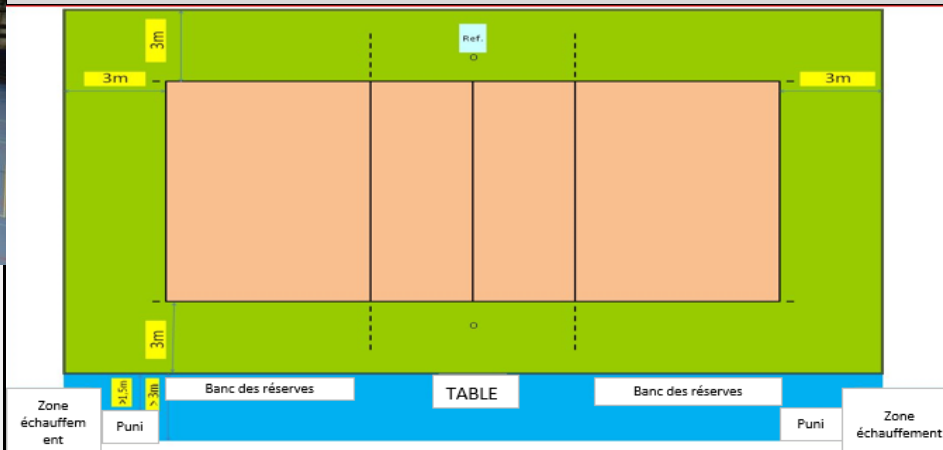 3m
Ref.
3m
3m
3m
>1.5m
> 3m
Banc des réserves
TABLE
Banc des réserves
Zone
échauffem
ent
Puni
Puni
Zone
échauffement